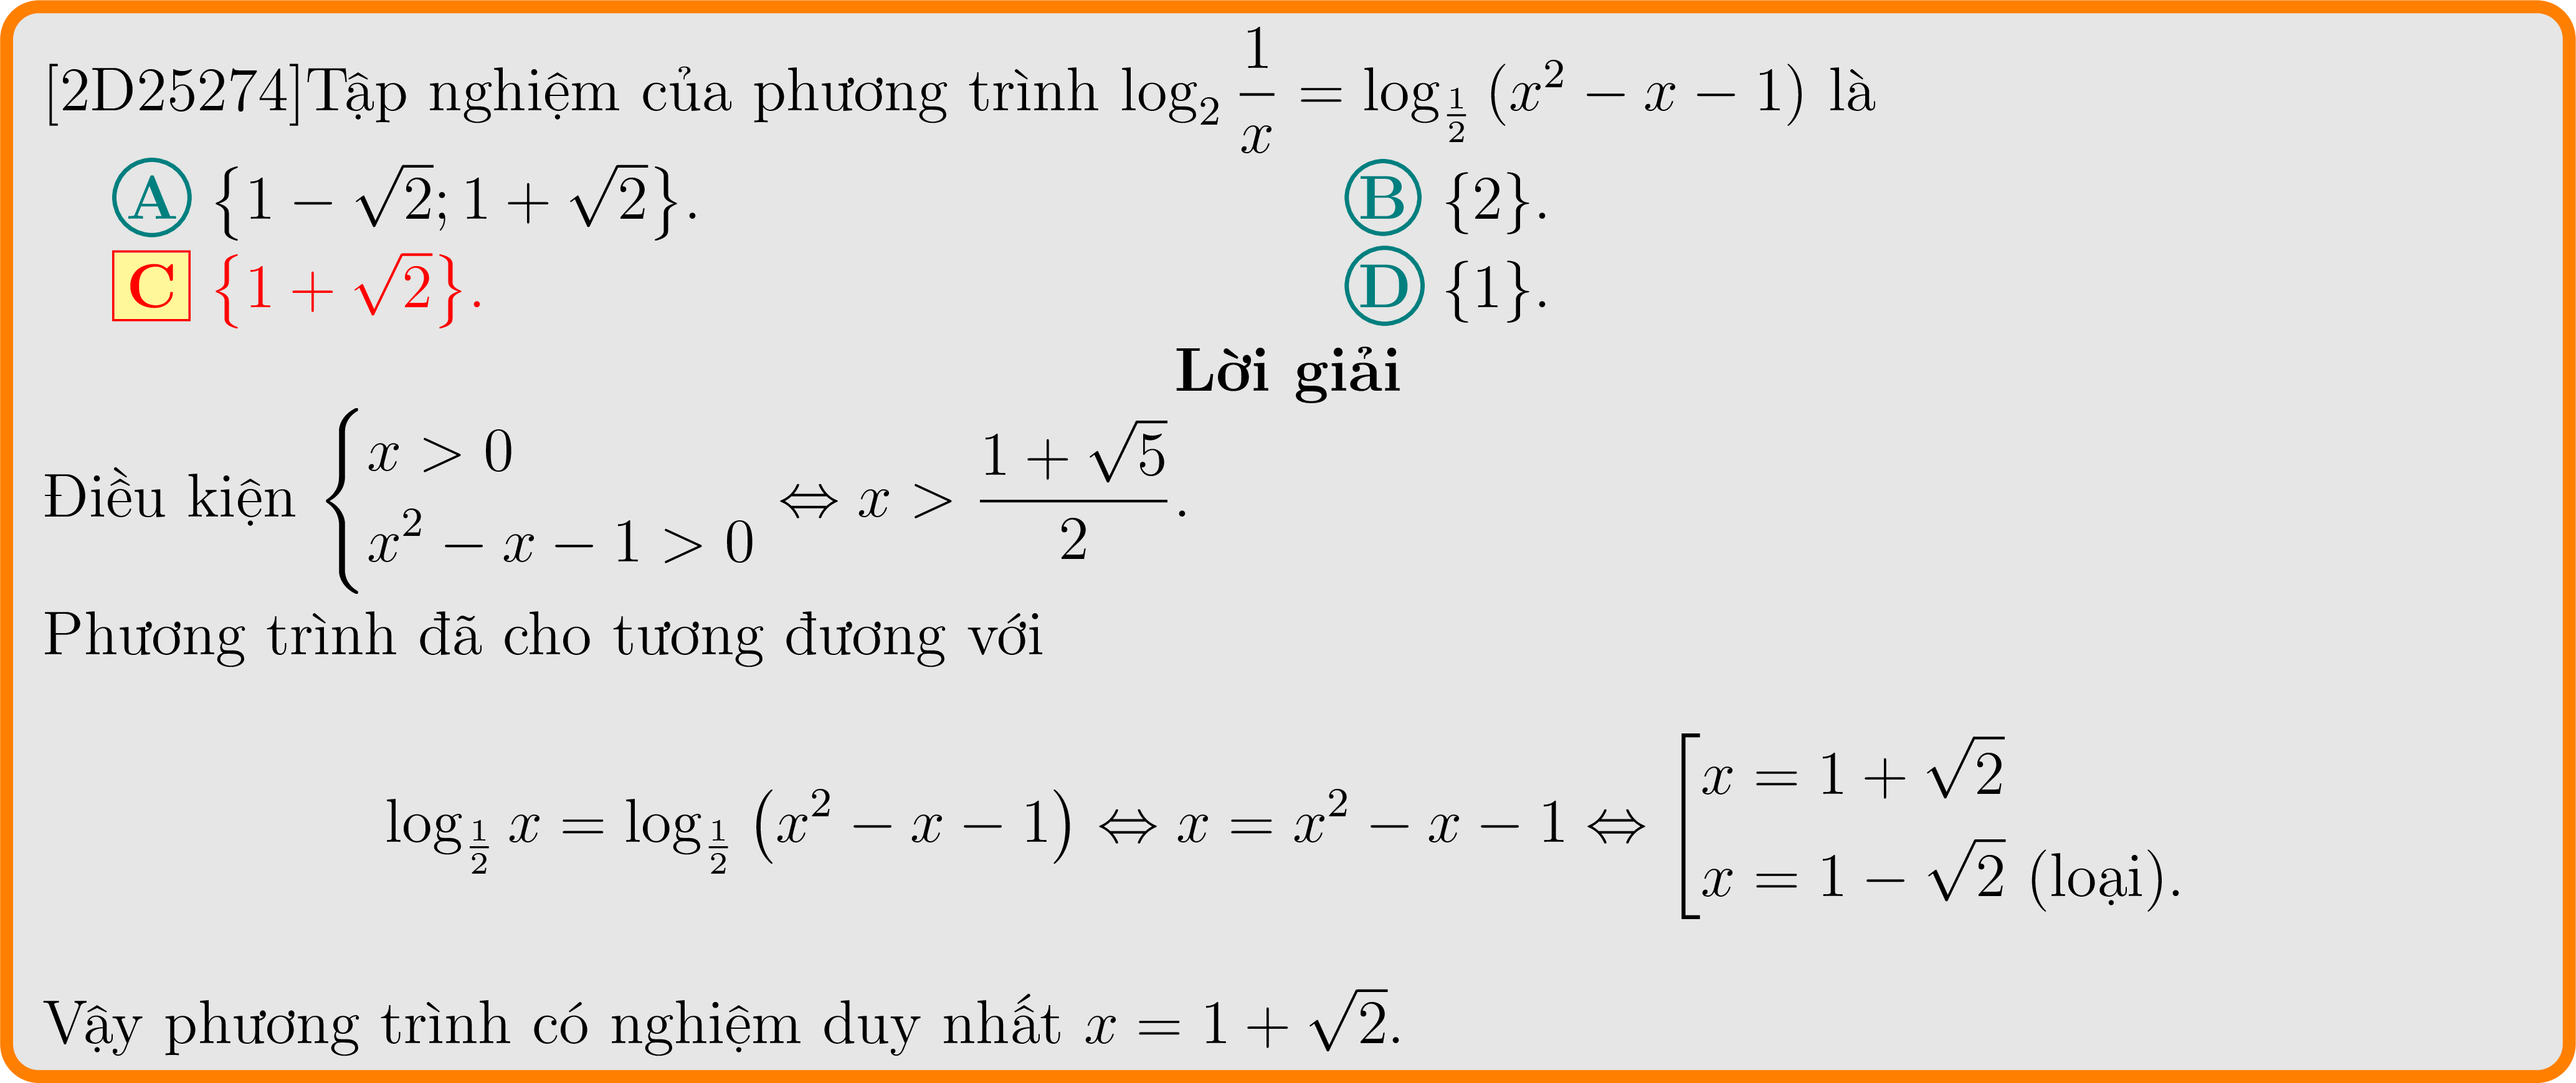 [2D25274]Tập nghiệm của phương trình $\log_2 \dfrac{1}{x} = \log_{\frac{1}{2}} (x^2 - x - 1)$ là
A $\{1 - \sqrt{2}; 1 + \sqrt{2}\}$. B $\{2\}$.
C $\{1 + \sqrt{2}\}$. D $\{1\}$.
Lời giải
Điều kiện $\begin{cases} x > 0 \\ x^2 - x - 1 > 0 \end{cases} \Leftrightarrow x > \dfrac{1 + \sqrt{5}}{2}$.
Phương trình đã cho tương đương với
$\log_{\frac{1}{2}} x = \log_{\frac{1}{2}} (x^2 - x - 1) \Leftrightarrow x = x^2 - x - 1 \Leftrightarrow \left[\begin{array}{l} x = 1 + \sqrt{2} \\ x = 1 - \sqrt{2} \text{ (loại)}. \end{array}\right.$
Vậy phương trình có nghiệm duy nhất $x = 1 + \sqrt{2}$.